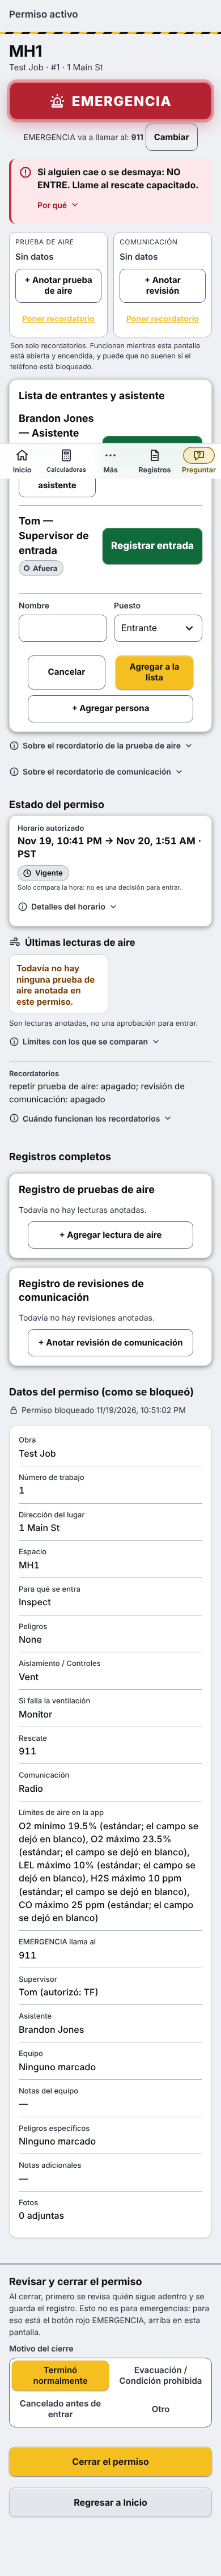 Permiso activo
MH1
Test Job · #1 · 1 Main St
EMERGENCIA
EMERGENCIA va a llamar al: 911
Cambiar
Si alguien cae o se desmaya: NO
ENTRE. Llame al rescate capacitado.
Por qué
PRUEBA DE AIRE
Sin datos
+ Anotar prueba
de aire
Poner recordatorio
COMUNICACIÓN
Sin datos
+ Anotar
revisión
Poner recordatorio
Son solo recordatorios. Funcionan mientras esta pantalla
está abierta y encendida, y puede que no suenen si el
teléfono está bloqueado.
Lista de entrantes y asistente
Brandon Jones
— Asistente
Inicio
Calculadoras
Más
Registros
Preguntar
asistente
Tom —
Supervisor de
entrada
Afuera
Registrar entrada
Nombre
Puesto
Entrante
Cancelar
Agregar a la
lista
+ Agregar persona
Sobre el recordatorio de la prueba de aire
Sobre el recordatorio de comunicación
Estado del permiso
Horario autorizado
Nov 19, 10:41 PM → Nov 20, 1:51 AM ·
PST
Vigente
Solo compara la hora: no es una decisión para entrar.
Detalles del horario
Últimas lecturas de aire
Todavía no hay
ninguna prueba de
aire anotada en
este permiso.
Son lecturas anotadas, no una aprobación para entrar.
Límites con los que se comparan
Recordatorios
repetir prueba de aire: apagado; revisión de
comunicación: apagado
Cuándo funcionan los recordatorios
Registros completos
Registro de pruebas de aire
Todavía no hay lecturas anotadas.
+ Agregar lectura de aire
Registro de revisiones de
comunicación
Todavía no hay revisiones anotadas.
+ Anotar revisión de comunicación
Datos del permiso (como se bloqueó)
Permiso bloqueado 11/19/2026, 10:51:02 PM
Obra
Test Job
Número de trabajo
1
Dirección del lugar
1 Main St
Espacio
MH1
Para qué se entra
Inspect
Peligros
None
Aislamiento / Controles
Vent
Si falla la ventilación
Monitor
Rescate
911
Comunicación
Radio
Límites de aire en la app
O2 mínimo 19.5% (estándar; el campo se
dejó en blanco), O2 máximo 23.5%
(estándar; el campo se dejó en blanco),
LEL máximo 10% (estándar; el campo se
dejó en blanco), H2S máximo 10 ppm
(estándar; el campo se dejó en blanco),
CO máximo 25 ppm (estándar; el campo
se dejó en blanco)
EMERGENCIA llama al
911
Supervisor
Tom (autorizó: TF)
Asistente
Brandon Jones
Equipo
Ninguno marcado
Notas del equipo
—
Peligros específicos
Ninguno marcado
Notas adicionales
—
Fotos
0 adjuntas
Revisar y cerrar el permiso
Al cerrar, primero se revisa quién sigue adentro y se
guarda el registro. Esto no es para emergencias: para
eso está el botón rojo EMERGENCIA, arriba en esta
pantalla.
Motivo del cierre
Terminó
normalmente
Evacuación /
Condición prohibida
Cancelado antes de
entrar
Otro
Cerrar el permiso
Regresar a Inicio